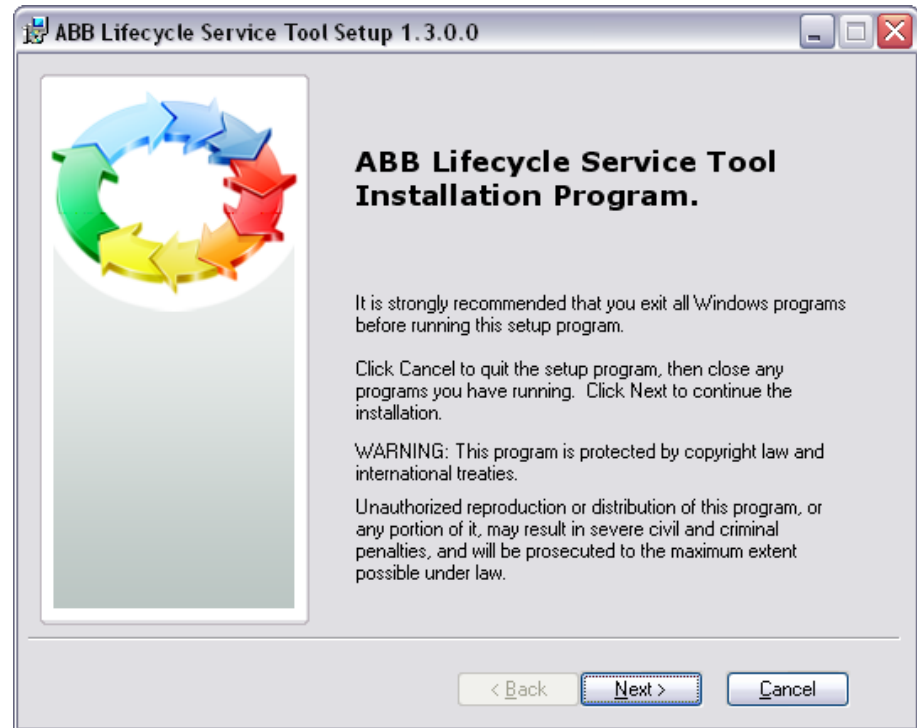 ABB Lifecycle Service Tool Setup 1.3.0.0
ABB Lifecycle Service Tool
Installation Program.
It is strongly recommended that you exit all Windows programs
before running this setup program.
Click Cancel to quit the setup program, then close any
programs you have running.  Click Next to continue the
installation.
WARNING: This program is protected by copyright law and
international treaties.
Unauthorized reproduction or distribution of this program, or
any portion of it, may result in severe civil and criminal
penalties, and will be prosecuted to the maximum extent
possible under law.
< Back Next > Cancel